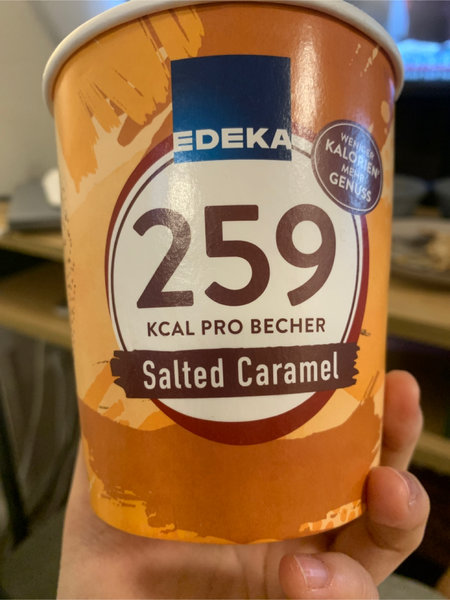 EDEKA
WENIGER
KALORIEN
MEHR
GENUSS
259
KCAL PRO BECHER
Salted Caramel